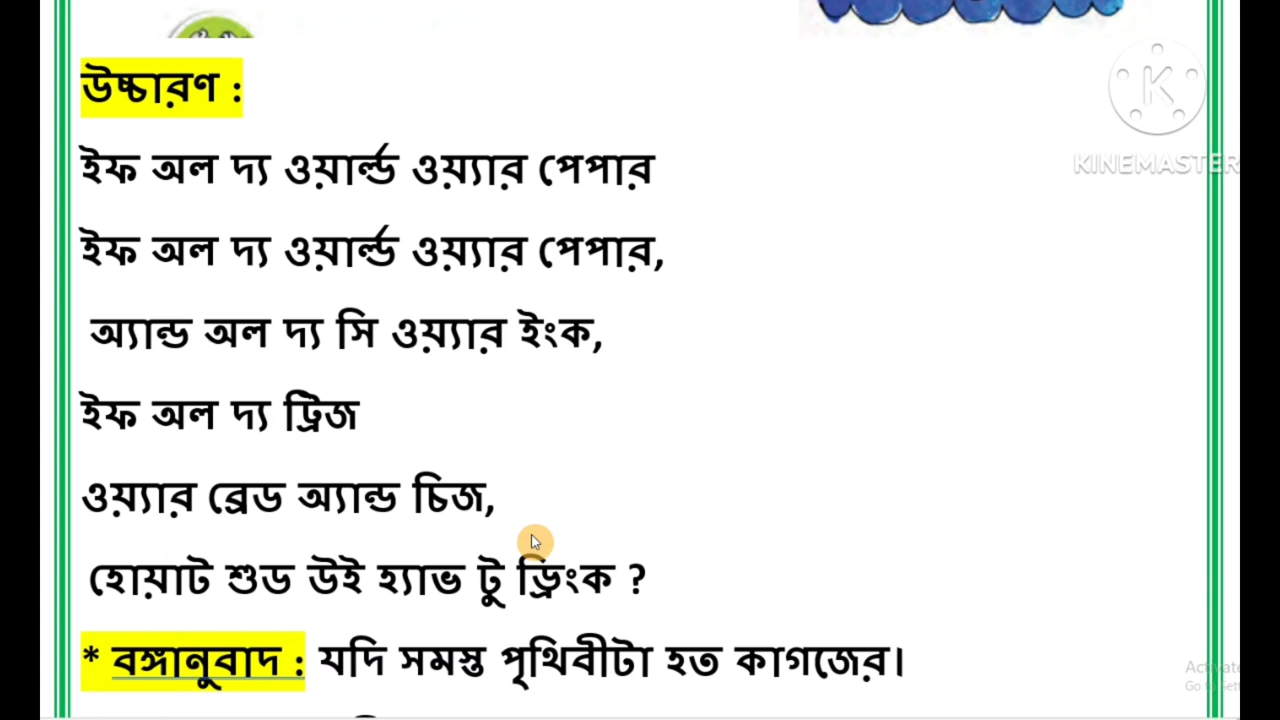 উচ্চারণ :
KINEMASTER
ইফ অল দ্য ওয়ার্ল্ড ওয়্যার পেপার
ইফ অল দ্য ওয়ার্ল্ড ওয়্যার পেপার,
অ্যান্ড অল দ্য সি ওয়্যার ইংক,
ইফ অল দ্য ট্রিজ
ওয়্যার ব্রেড অ্যান্ড চিজ,
হোয়াট শুড উই হ্যাভ টু ড্রিংক ?
* বঙ্গানুবাদ : যদি সমস্ত পৃথিবীটা হত কাগজের।